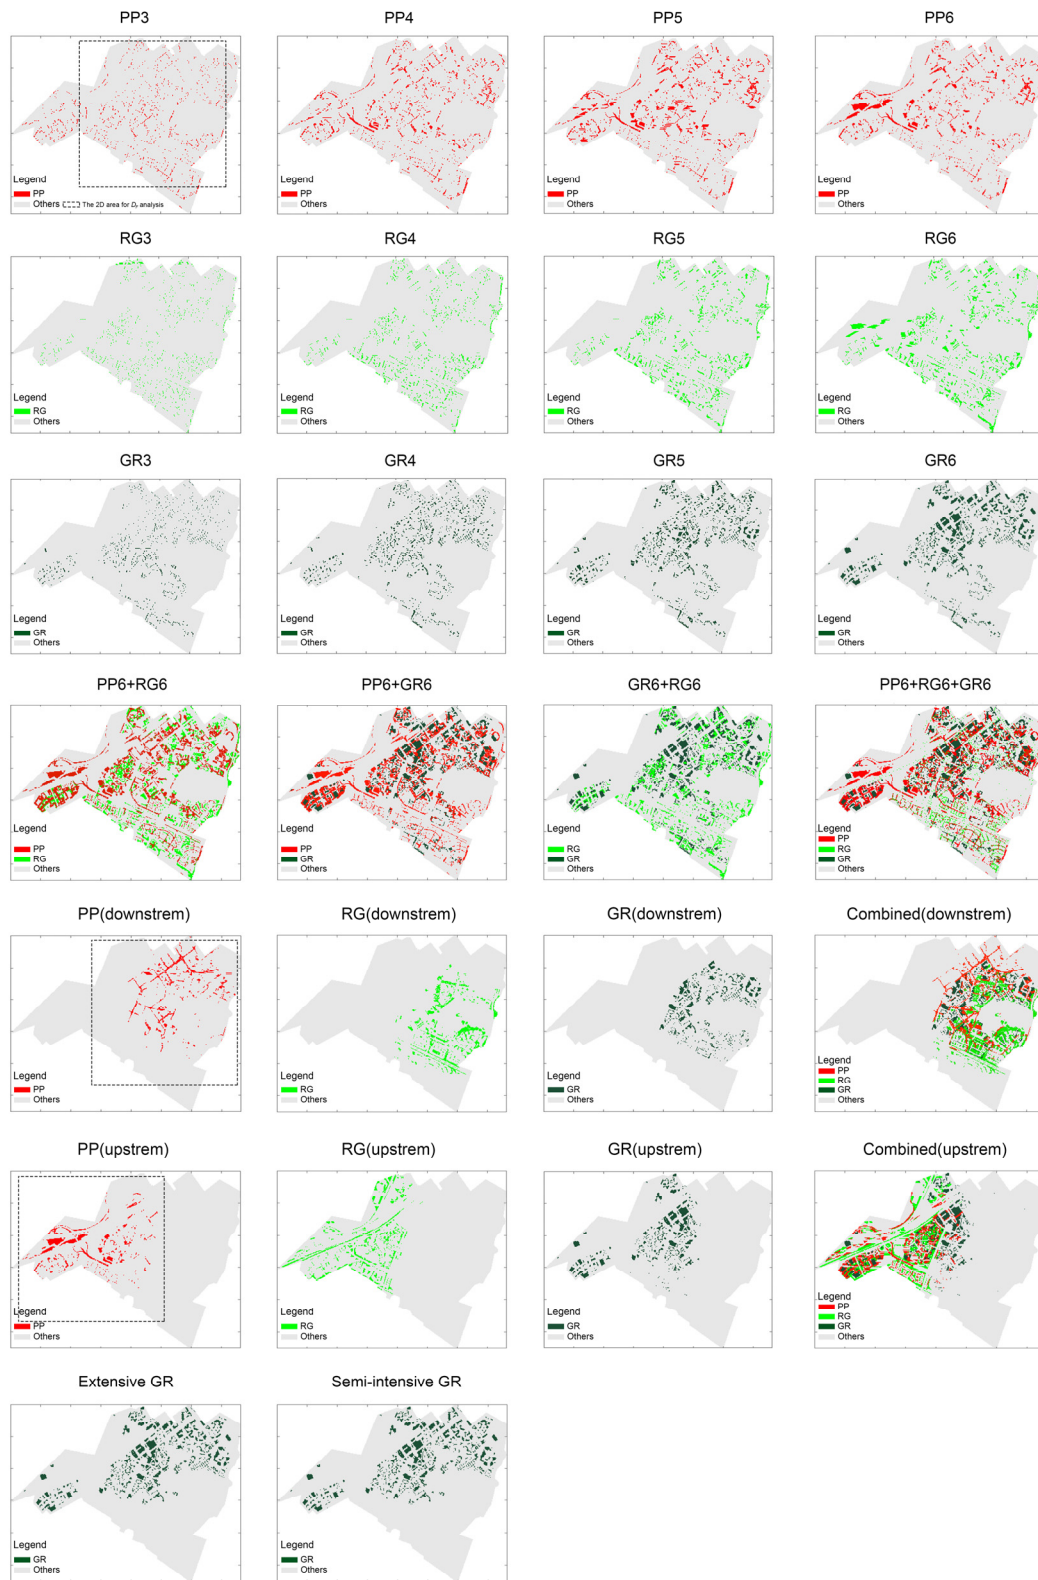 PP3
PP4
PP5
PP6
Legend
PP
Others
The 2D area for Df analysis
Legend
PP
Others
Legend
PP
Others
Legend
PP
Others
RG3
RG4
RG5
RG6
Legend
RG
Others
Legend
RG
Others
Legend
RG
Others
Legend
RG
Others
GR3
GR4
GR5
GR6
Legend
GR
Others
Legend
GR
Others
Legend
GR
Others
Legend
GR
Others
PP6+RG6
PP6+GR6
GR6+RG6
PP6+RG6+GR6
Legend
PP
RG
Others
Legend
PP
GR
Others
Legend
RG
GR
Others
Legend
PP
RG
GR
Others
PP(downstrem)
RG(downstrem)
GR(downstrem)
Combined(downstrem)
Legend
PP
Others
Legend
RG
Others
Legend
GR
Others
Legend
PP
RG
GR
Others
PP(upstrem)
RG(upstrem)
GR(upstrem)
Combined(upstrem)
Legend
PP
Others
Legend
RG
Others
Legend
GR
Others
Legend
PP
RG
GR
Others
Extensive GR
Semi-intensive GR
Legend
GR
Others
Legend
GR
Others